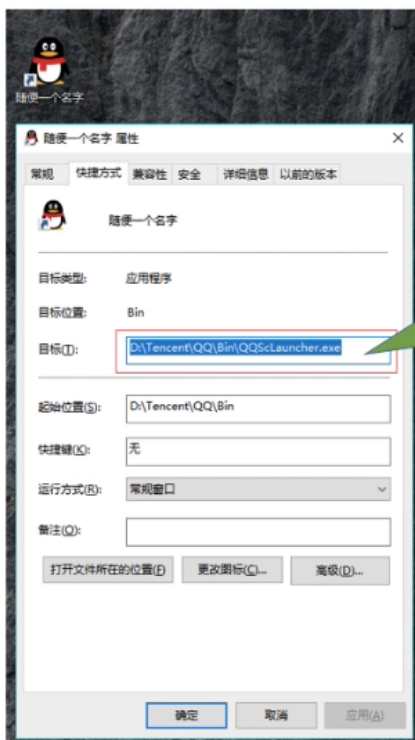 随便一个名字
随便一个名字 属性
常规 快捷方式 兼容性 安全 详细信息 以前的版本
随便一个名字
目标类型: 应用程序
目标位置: Bin
目标(T): D:\Tencent\QQ\Bin\QQScLauncher.exe
起始位置(S): D:\Tencent\QQ\Bin
快捷键(K): 无
运行方式(R): 常规窗口
备注(O):
打开文件所在的位置(F) 更改图标(C)... 高级(D)...
确定 取消 应用(A)